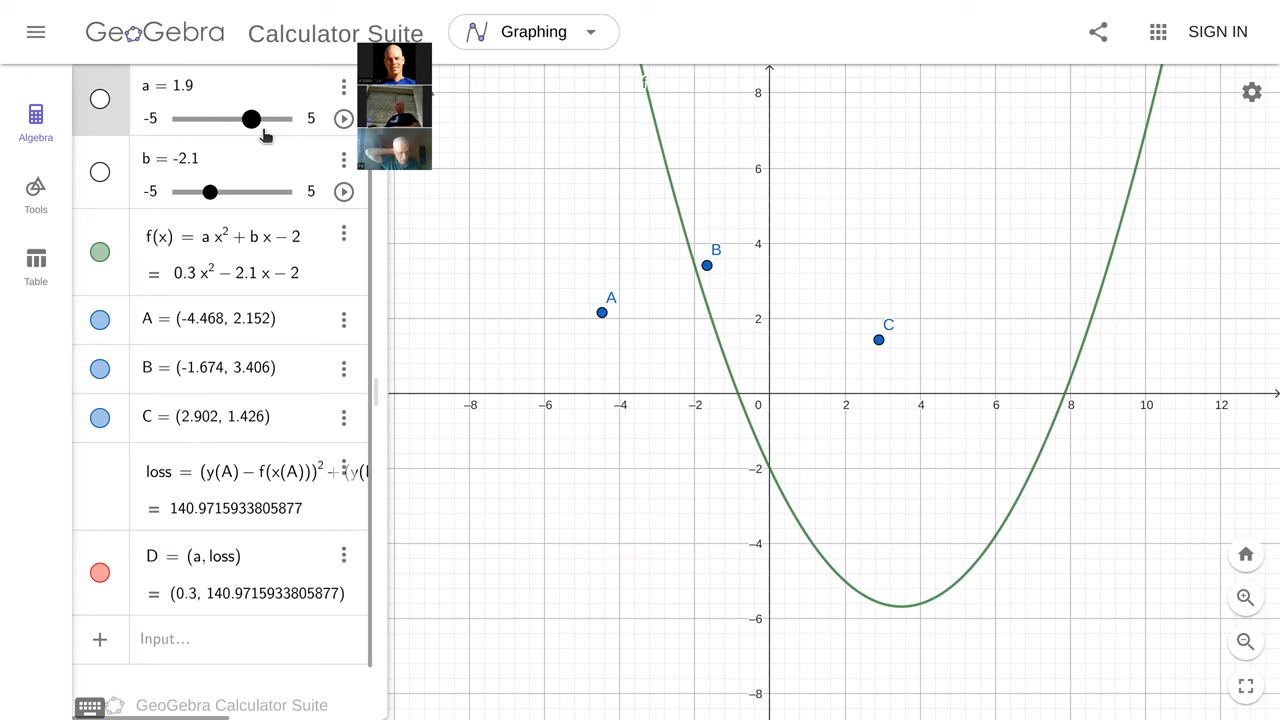 GeoGebra Calculator Suite Graphing SIGN IN
Algebra
Tools
Table
a = 1.9
-5 5
b = -2.1
-5 5
f(x) = a x² + b x − 2
= 0.3 x² − 2.1 x − 2
A = (-4.468, 2.152)
B = (-1.674, 3.406)
C = (2.902, 1.426)
loss = (y(A) − f(x(A)))² + (y(
= 140.9715933805877
D = (a, loss)
= (0.3, 140.9715933805877)
Input…
GeoGebra Calculator Suite
f
8
6
4
2
−2
−4
−6
−8
−8 −6 −4 −2 0 2 4 6 8 10 12
A
B
C